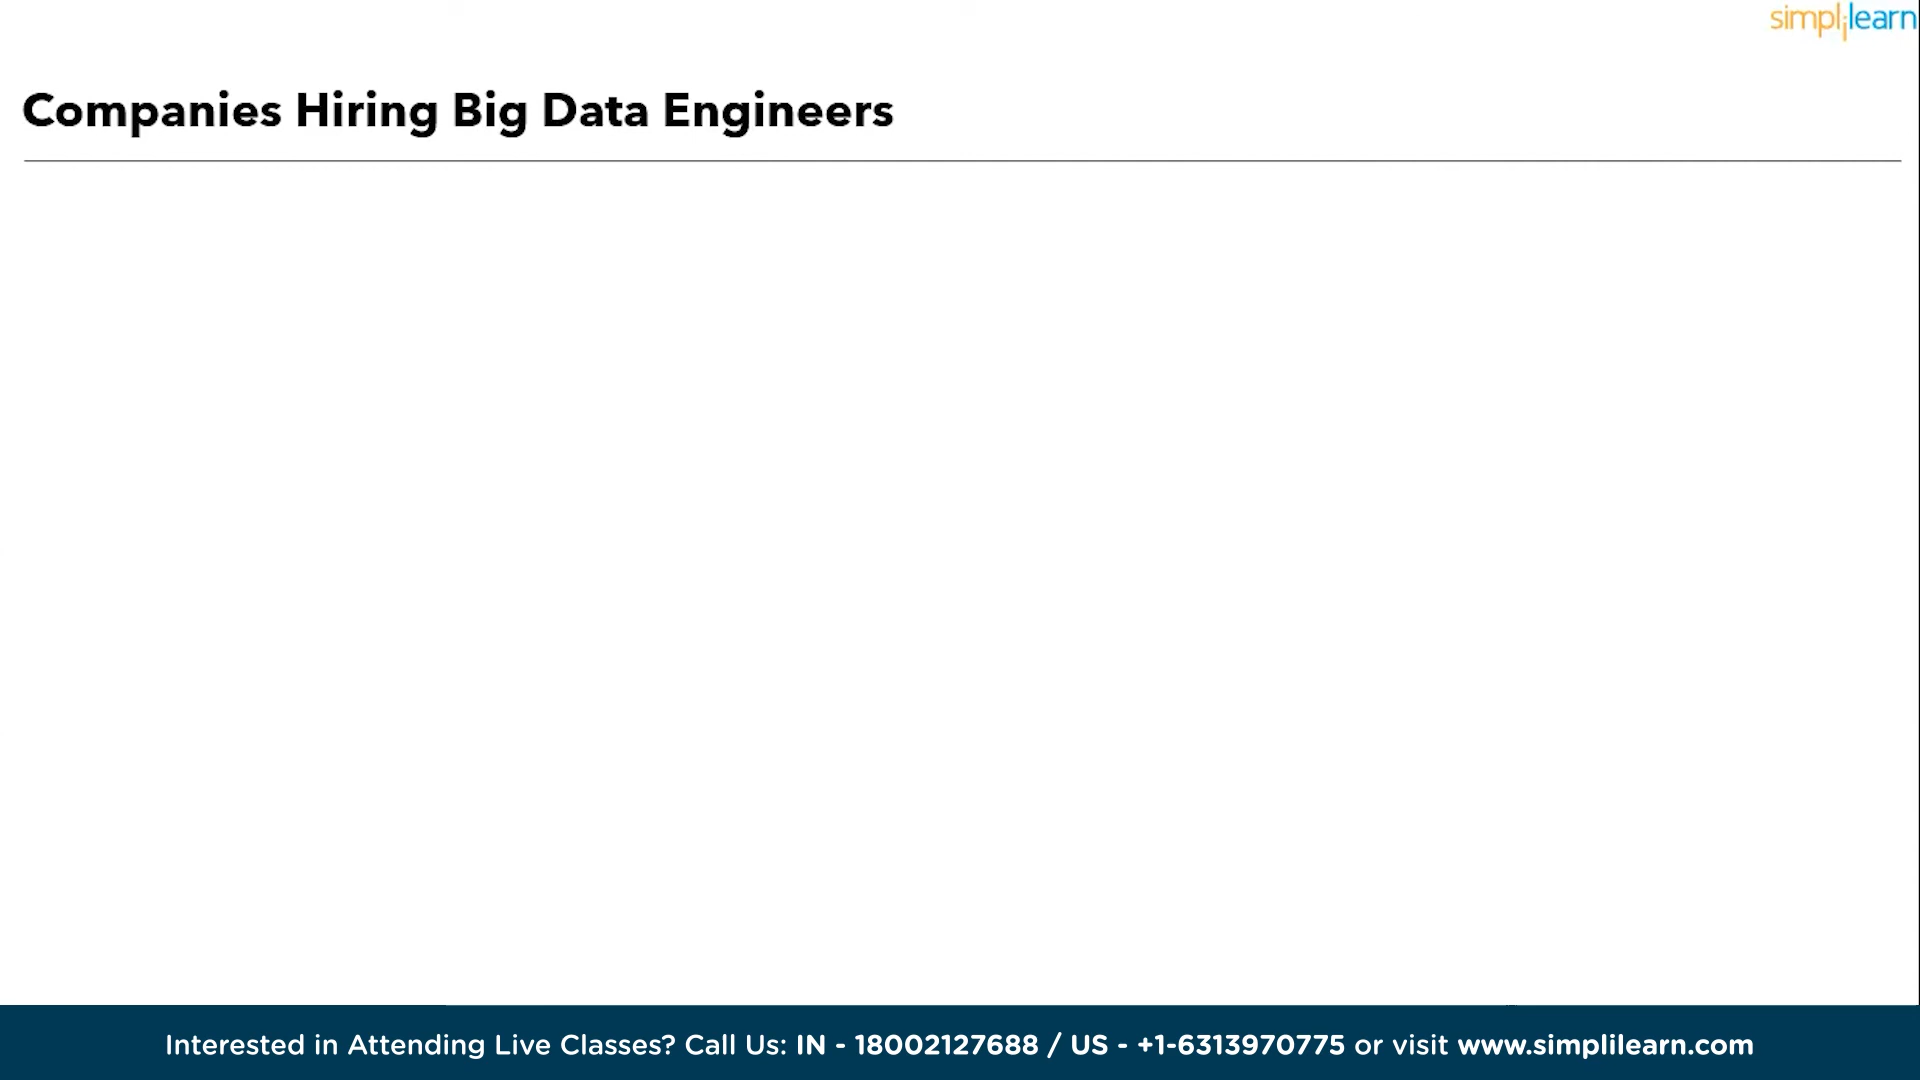 simplilearn
Companies Hiring Big Data Engineers
Interested in Attending Live Classes? Call Us: IN - 18002127688 / US - +1-6313970775 or visit www.simplilearn.com